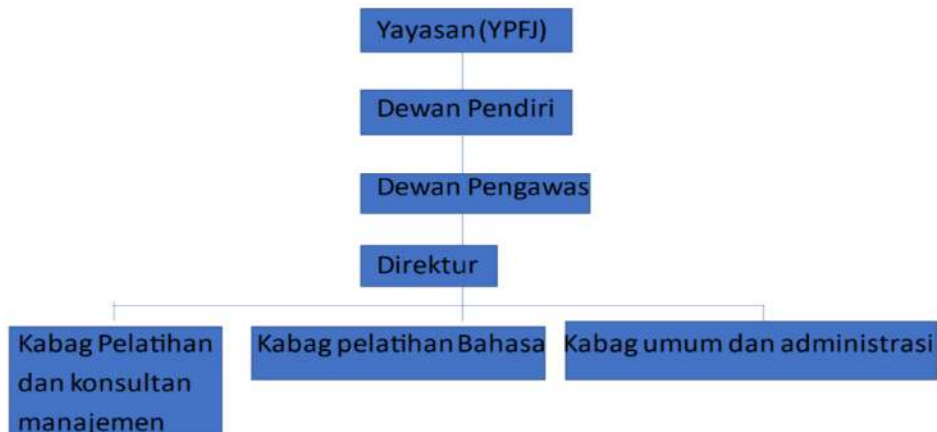 Yayasan (YPFJ)
Dewan Pendiri
Dewan Pengawas
Direktur
Kabag Pelatihan
dan konsultan
manajemen
Kabag pelatihan Bahasa
Kabag umum dan administrasi